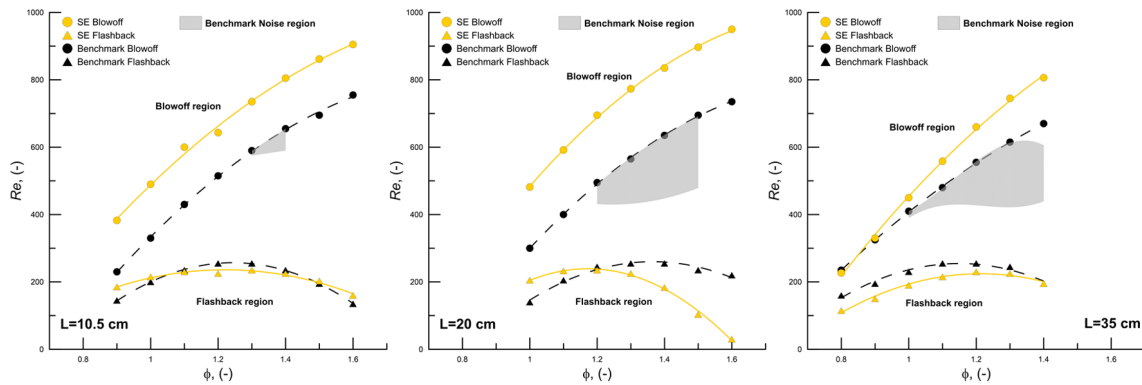 SE Blowoff
SE Flashback
Benchmark Blowoff
Benchmark Flashback
Benchmark Noise region
1000
800
600
400
200
0
Re, (-)
Blowoff region
Flashback region
L=10.5 cm
0.8 1 1.2 1.4 1.6
ϕ, (-)
SE Blowoff
SE Flashback
Benchmark Blowoff
Benchmark Flashback
Benchmark Noise region
1000
800
600
400
200
0
Re, (-)
Blowoff region
Flashback region
L=20 cm
0.8 1 1.2 1.4 1.6
ϕ, (-)
SE Blowoff
SE Flashback
Benchmark Blowoff
Benchmark Flashback
Benchmark Noise region
1000
800
600
400
200
0
Re, (-)
Blowoff region
Flashback region
L=35 cm
0.8 1 1.2 1.4 1.6
ϕ, (-)